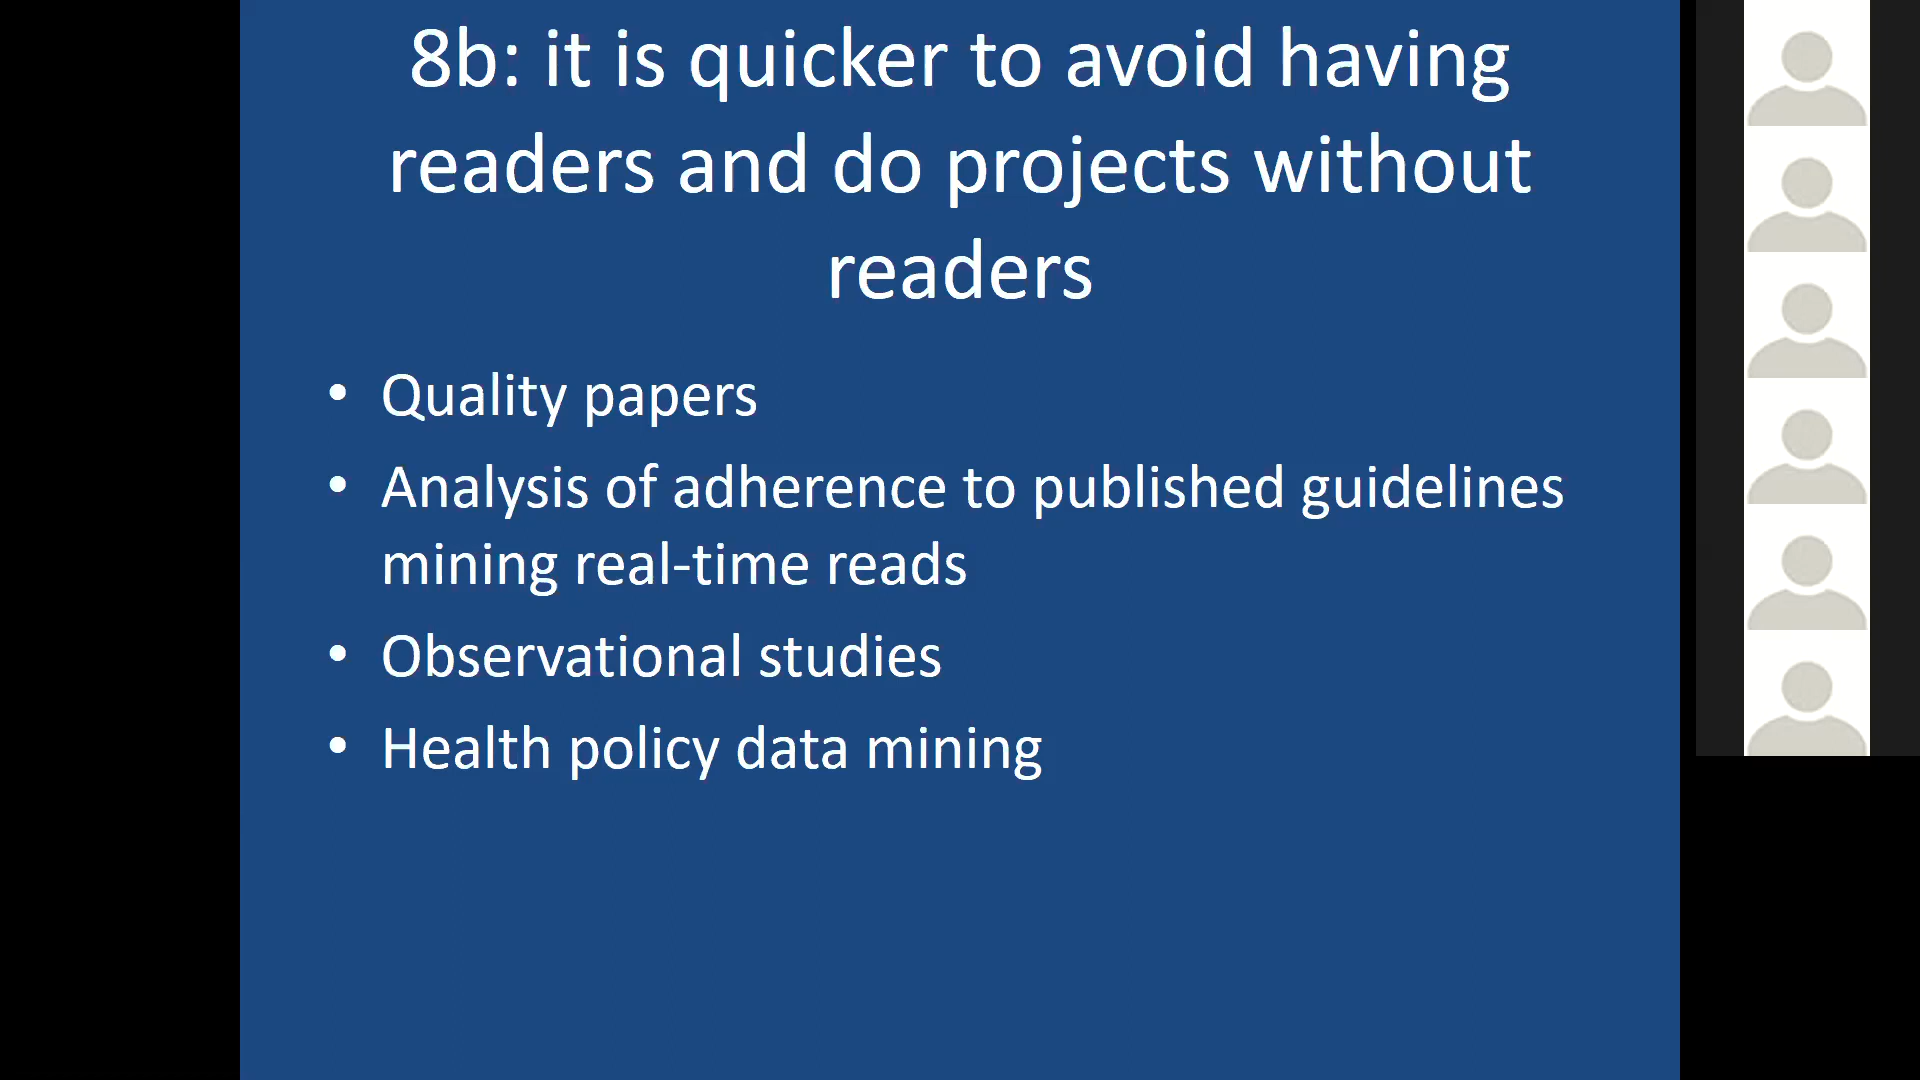 8b: it is quicker to avoid having
readers and do projects without
readers
• Quality papers
• Analysis of adherence to published guidelines
mining real-time reads
• Observational studies
• Health policy data mining